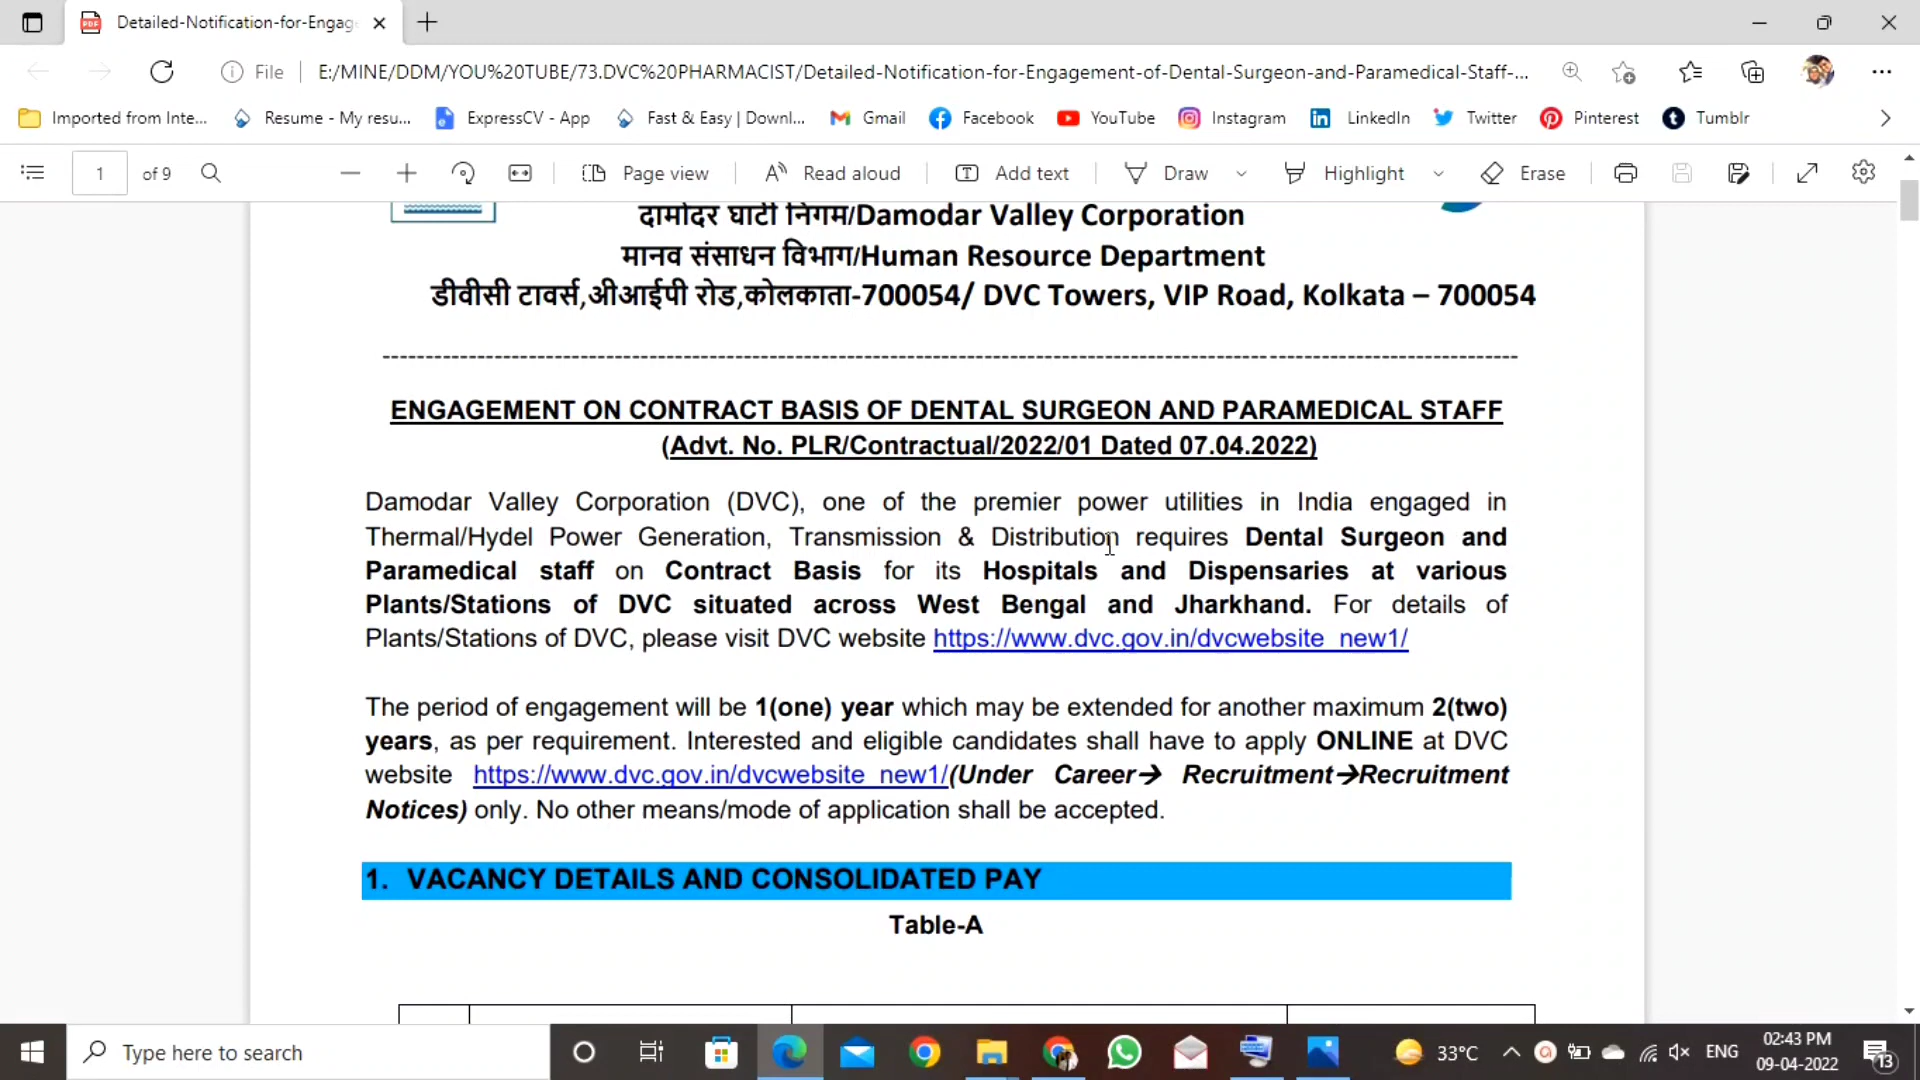 Detailed-Notification-for-Engag
File
E:/MINE/DDM/YOU%20TUBE/73.DVC%20PHARMACIST/Detailed-Notification-for-Engagement-of-Dental-Surgeon-and-Paramedical-Staff-...
Imported from Inte... Resume - My resu... ExpressCV - App Fast & Easy | Downl... Gmail Facebook YouTube Instagram LinkedIn Twitter Pinterest Tumblr
1 of 9 Page view Read aloud Add text Draw Highlight Erase
दामोदर घाटी निगम/Damodar Valley Corporation
मानव संसाधन विभाग/Human Resource Department
डीवीसी टावर्स,भीआईपी रोड,कोलकाता-700054/ DVC Towers, VIP Road, Kolkata – 700054
ENGAGEMENT ON CONTRACT BASIS OF DENTAL SURGEON AND PARAMEDICAL STAFF
(Advt. No. PLR/Contractual/2022/01 Dated 07.04.2022)
Damodar Valley Corporation (DVC), one of the premier power utilities in India engaged in
Thermal/Hydel Power Generation, Transmission & Distribution requires Dental Surgeon and
Paramedical staff on Contract Basis for its Hospitals and Dispensaries at various
Plants/Stations of DVC situated across West Bengal and Jharkhand. For details of
Plants/Stations of DVC, please visit DVC website https://www.dvc.gov.in/dvcwebsite_new1/
The period of engagement will be 1(one) year which may be extended for another maximum 2(two)
years, as per requirement. Interested and eligible candidates shall have to apply ONLINE at DVC
website https://www.dvc.gov.in/dvcwebsite_new1/(Under Career→ Recruitment→Recruitment
Notices) only. No other means/mode of application shall be accepted.
1. VACANCY DETAILS AND CONSOLIDATED PAY
Table-A
Type here to search
33°C
ENG
02:43 PM
09-04-2022
13